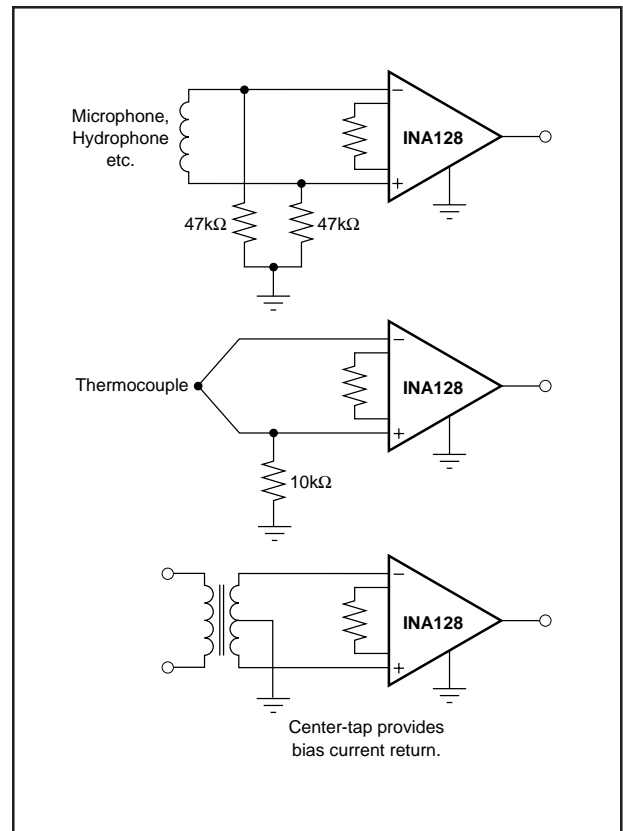 Microphone,
Hydrophone
etc.
−
INA128
+
47kΩ
47kΩ
Thermocouple
−
INA128
+
10kΩ
−
INA128
+
Center-tap provides
bias current return.